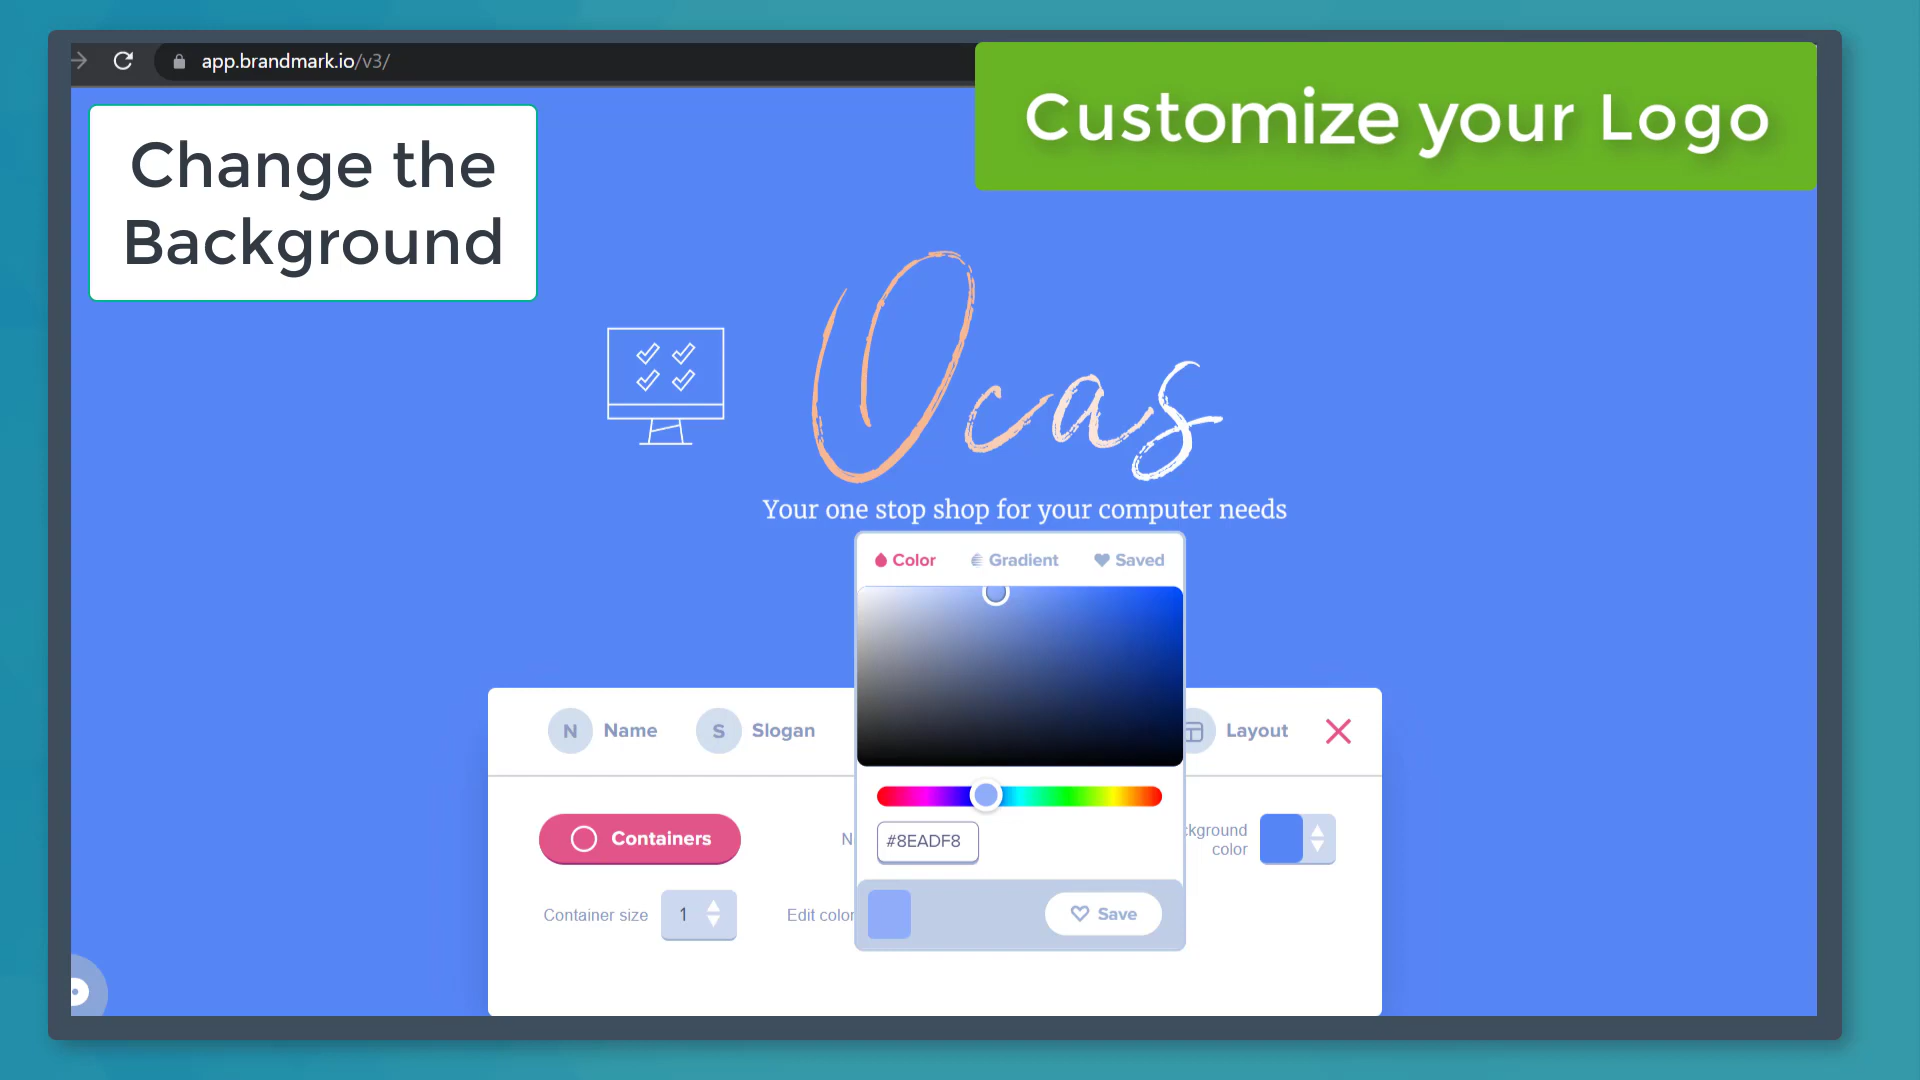 app.brandmark.io/v3/
Customize your Logo
Change the
Background
Ocas
Your one stop shop for your computer needs
Color
Gradient
Saved
N Name
S Slogan
Layout
Containers
N
#8EADF8
kground
color
Container size
1
Edit color
Save